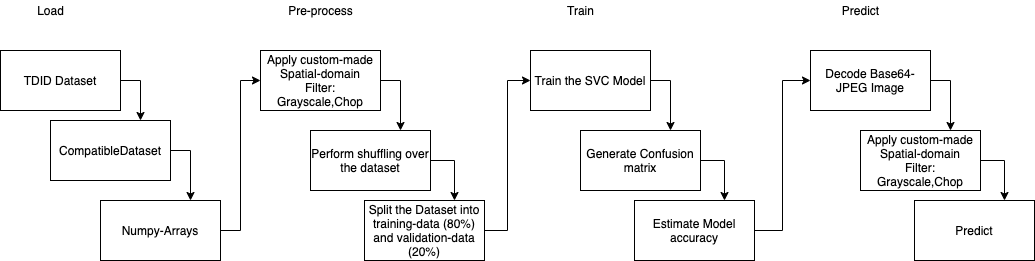 Load
Pre-process
Train
Predict
TDID Dataset
CompatibleDataset
Numpy-Arrays
Apply custom-made
Spatial-domain
Filter:
Grayscale,Chop
Perform shuffling over
the dataset
Split the Dataset into
training-data (80%)
and validation-data
(20%)
Train the SVC Model
Generate Confusion
matrix
Estimate Model
accuracy
Decode Base64-
JPEG Image
Apply custom-made
Spatial-domain
Filter:
Grayscale,Chop
Predict